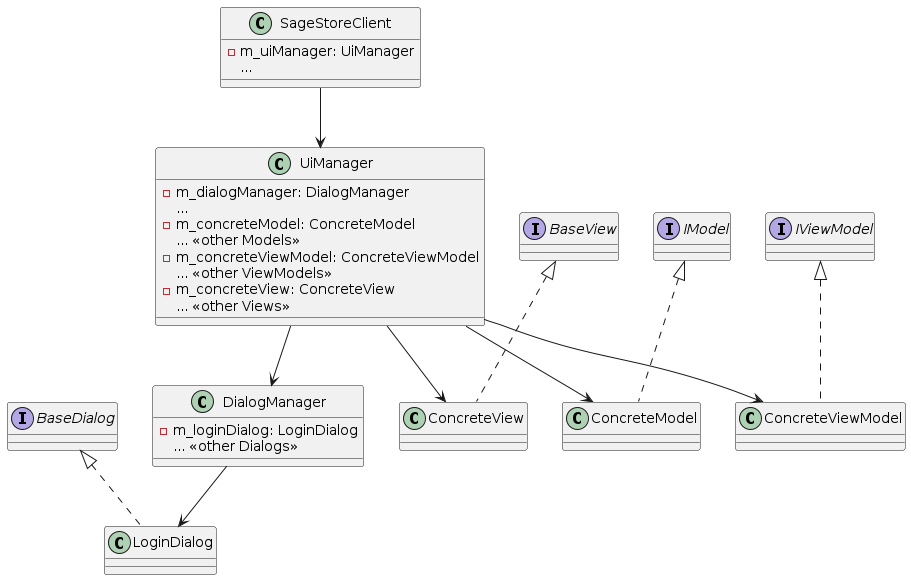 C SageStoreClient
m_uiManager: UiManager
...
C UiManager
m_dialogManager: DialogManager
...
m_concreteModel: ConcreteModel
... «other Models»
m_concreteViewModel: ConcreteViewModel
... «other ViewModels»
m_concreteView: ConcreteView
... «other Views»
I BaseView
I IModel
I IViewModel
I BaseDialog
C DialogManager
m_loginDialog: LoginDialog
... «other Dialogs»
C ConcreteView
C ConcreteModel
C ConcreteViewModel
C LoginDialog